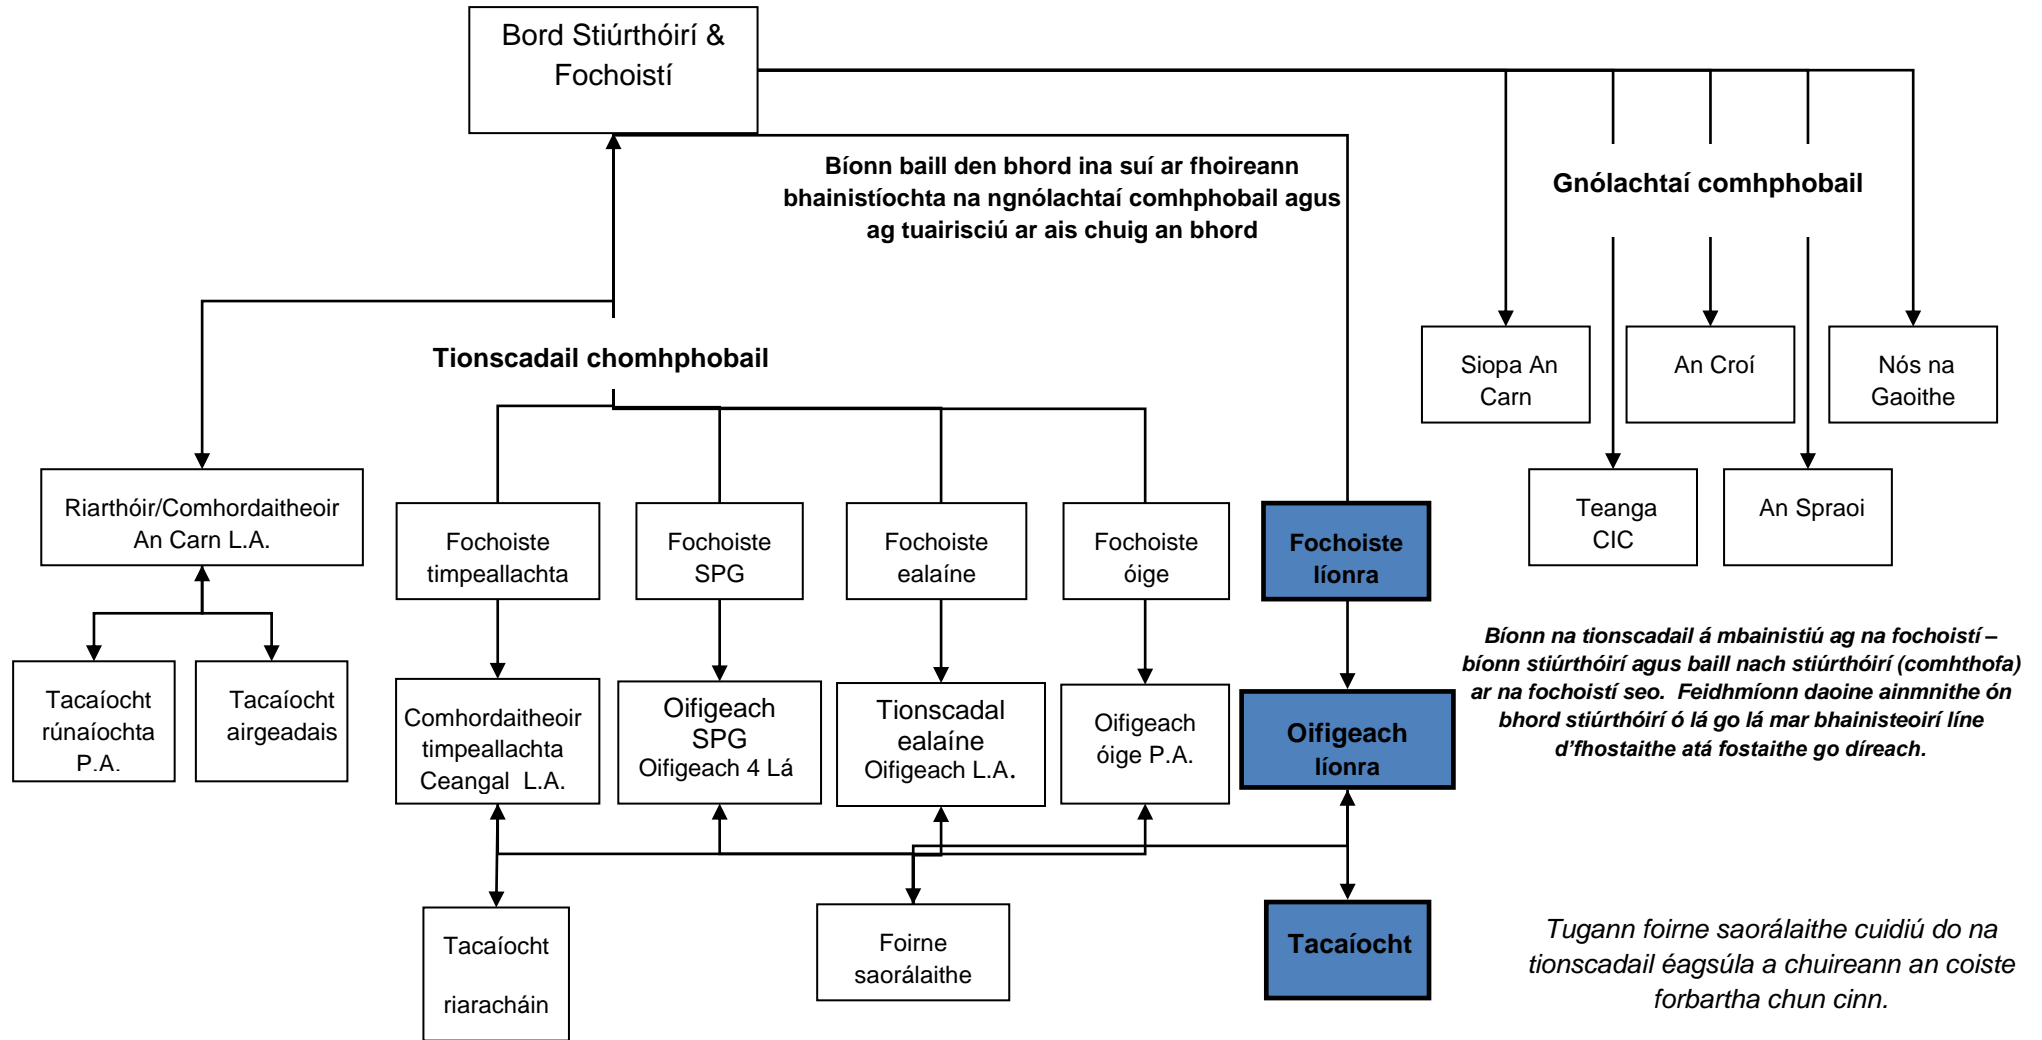 Bord Stiúrthóirí &
Fochoistí
Bíonn baill den bhord ina suí ar fhoireann
bhainistíochta na ngnólachtaí comhphobail agus
ag tuairisciú ar ais chuig an bhord
Gnólachtaí comhphobail
Tionscadail chomhphobail
Siopa An
Carn
An Croí
Nós na
Gaoithe
Teanga
CIC
An Spraoi
Riarthóir/Comhordaitheoir
An Carn L.A.
Fochoiste
timpeallachta
Fochoiste
SPG
Fochoiste
ealaíne
Fochoiste
óige
Fochoiste
líonra
Tacaíocht
rúnaíochta
P.A.
Tacaíocht
airgeadais
Comhordaitheoir
timpeallachta
Ceangal  L.A.
Oifigeach
SPG
Oifigeach 4 Lá
Tionscadal
ealaíne
Oifigeach L.A.
Oifigeach
óige P.A.
Oifigeach
líonra
Bíonn na tionscadail á mbainistiú ag na fochoistí –
bíonn stiúrthóirí agus baill nach stiúrthóirí (comhthofa)
ar na fochoistí seo.  Feidhmíonn daoine ainmnithe ón
bhord stiúrthóirí ó lá go lá mar bhainisteoirí líne
d'fhostaithe atá fostaithe go díreach.
Tacaíocht
riaracháin
Foirne
saorálaithe
Tacaíocht
Tugann foirne saorálaithe cuidiú do na
tionscadail éagsúla a chuireann an coiste
forbartha chun cinn.